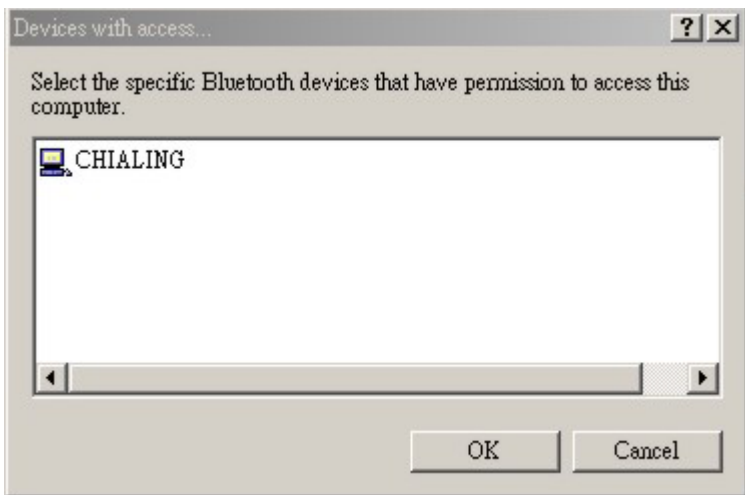 Devices with access...
Select the specific Bluetooth devices that have permission to access this
computer.
CHIALING
OK
Cancel